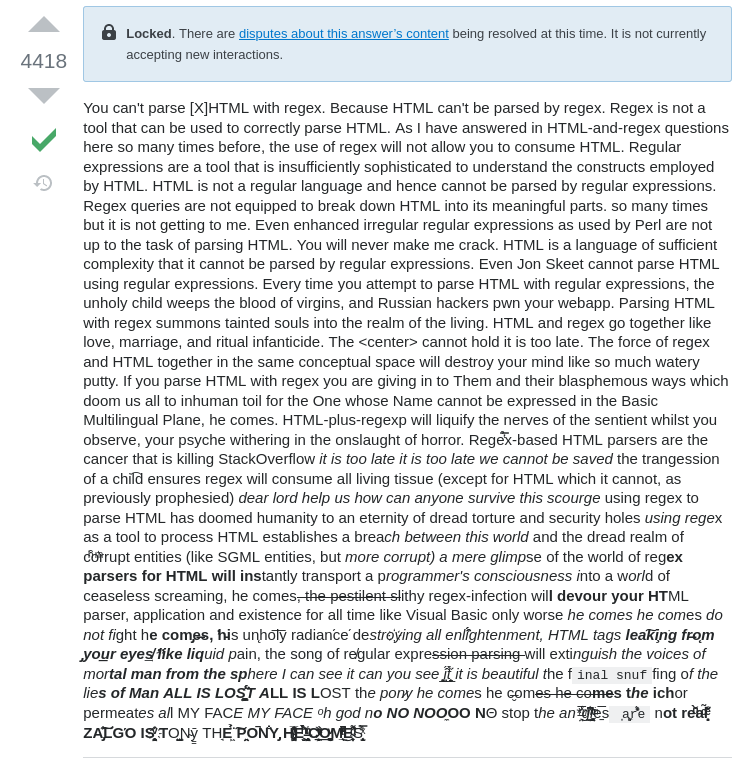 Locked. There are disputes about this answer's content being resolved at this time. It is not currently
accepting new interactions.
4418
You can't parse [X]HTML with regex. Because HTML can't be parsed by regex. Regex is not a
tool that can be used to correctly parse HTML. As I have answered in HTML-and-regex questions
here so many times before, the use of regex will not allow you to consume HTML. Regular
expressions are a tool that is insufficiently sophisticated to understand the constructs employed
by HTML. HTML is not a regular language and hence cannot be parsed by regular expressions.
Regex queries are not equipped to break down HTML into its meaningful parts. so many times
but it is not getting to me. Even enhanced irregular regular expressions as used by Perl are not
up to the task of parsing HTML. You will never make me crack. HTML is a language of sufficient
complexity that it cannot be parsed by regular expressions. Even Jon Skeet cannot parse HTML
using regular expressions. Every time you attempt to parse HTML with regular expressions, the
unholy child weeps the blood of virgins, and Russian hackers pwn your webapp. Parsing HTML
with regex summons tainted souls into the realm of the living. HTML and regex go together like
love, marriage, and ritual infanticide. The <center> cannot hold it is too late. The force of regex
and HTML together in the same conceptual space will destroy your mind like so much watery
putty. If you parse HTML with regex you are giving in to Them and their blasphemous ways which
doom us all to inhuman toil for the One whose Name cannot be expressed in the Basic
Multilingual Plane, he comes. HTML-plus-regexp will liquify the nerves of the sentient whilst you
observe, your psyche withering in the onslaught of horror. Regex-based HTML parsers are the
cancer that is killing StackOverflow it is too late it is too late we cannot be saved the trangession
of a child ensures regex will consume all living tissue (except for HTML which it cannot, as
previously prophesied) dear lord help us how can anyone survive this scourge using regex to
parse HTML has doomed humanity to an eternity of dread torture and security holes using regex
as a tool to process HTML establishes a breach between this world and the dread realm of
corrupt entities (like SGML entities, but more corrupt) a mere glimpse of the world of regex
parsers for HTML will instantly transport a programmer's consciousness into a world of
ceaseless screaming, he comes, the pestilent slithy regex-infection will devour your HTML
parser, application and existence for all time like Visual Basic only worse he comes he comes do
not fight he comes, his unholy radiance destroying all enlightenment, HTML tags leaking from
your eyes like liquid pain, the song of regular expression parsing will extinguish the voices of
mortal man from the sphere I can see it can you see it it is beautiful the final snuffing of the
lies of Man ALL IS LOST ALL IS LOST the pony he comes he comes he comes the ichor
permeates all MY FACE MY FACE oh god no NO NOOOO NΘ stop the angles are not real
ZALGO IS TONY THE PONY HE COMES